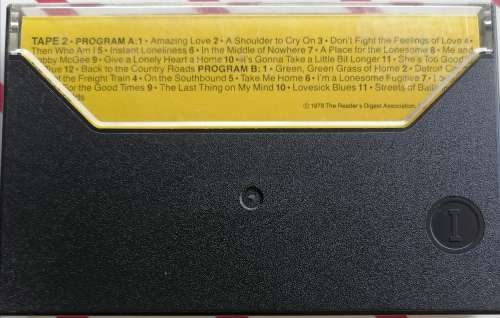 TAPE 2 • PROGRAM A: 1 • Amazing Love 2 • A Shoulder to Cry On 3 • Don't Fight the Feelings of Love 4 •
Then Who Am I 5 • Instant Loneliness 6 • In the Middle of Nowhere 7 • A Place for the Lonesome 8 • Me and
bby McGee 9 • Give a Lonely Heart a Home 10 • It's Gonna Take a Little Bit Longer 11 • She's Too Good
ue 12 • Back to the Country Roads PROGRAM B: 1 • Green, Green Grass of Home 2 • Detroit C
of the Freight Train 4 • On the Southbound 5 • Take Me Home 6 • I'm a Lonesome Fugitive 7 •
for the Good Times 9 • The Last Thing on My Mind 10 • Lovesick Blues 11 • Streets of Balt
ds
© 1979 The Reader's Digest Association,
I